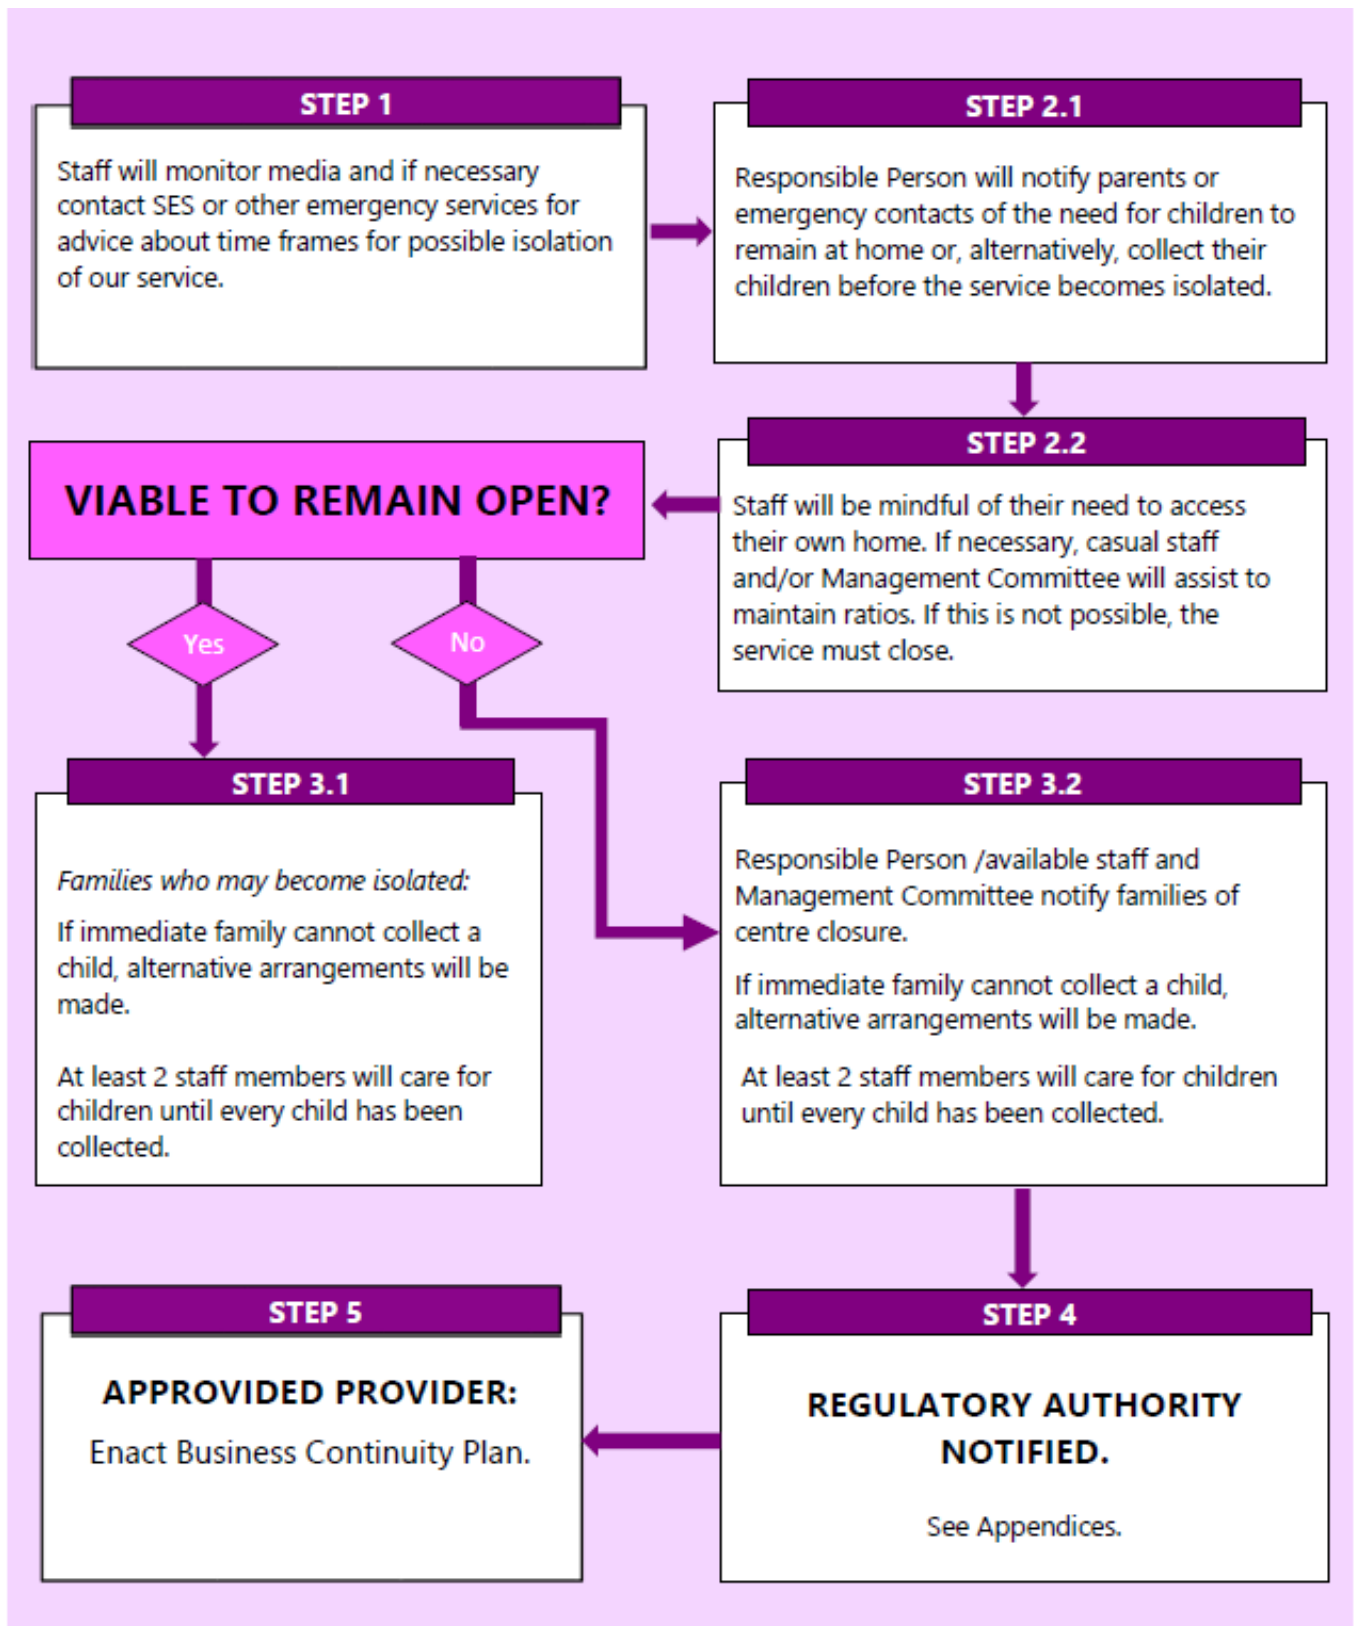 STEP 1
Staff will monitor media and if necessary
contact SES or other emergency services for
advice about time frames for possible isolation
of our service.
STEP 2.1
Responsible Person will notify parents or
emergency contacts of the need for children to
remain at home or, alternatively, collect their
children before the service becomes isolated.
STEP 2.2
Staff will be mindful of their need to access
their own home. If necessary, casual staff
and/or Management Committee will assist to
maintain ratios. If this is not possible, the
service must close.
VIABLE TO REMAIN OPEN?
Yes
No
STEP 3.1
Families who may become isolated:
If immediate family cannot collect a
child, alternative arrangements will be
made.
At least 2 staff members will care for
children until every child has been
collected.
STEP 3.2
Responsible Person /available staff and
Management Committee notify families of
centre closure.
If immediate family cannot collect a child,
alternative arrangements will be made.
At least 2 staff members will care for children
until every child has been collected.
STEP 4
REGULATORY AUTHORITY
NOTIFIED.
See Appendices.
STEP 5
APPROVIDED PROVIDER:
Enact Business Continuity Plan.